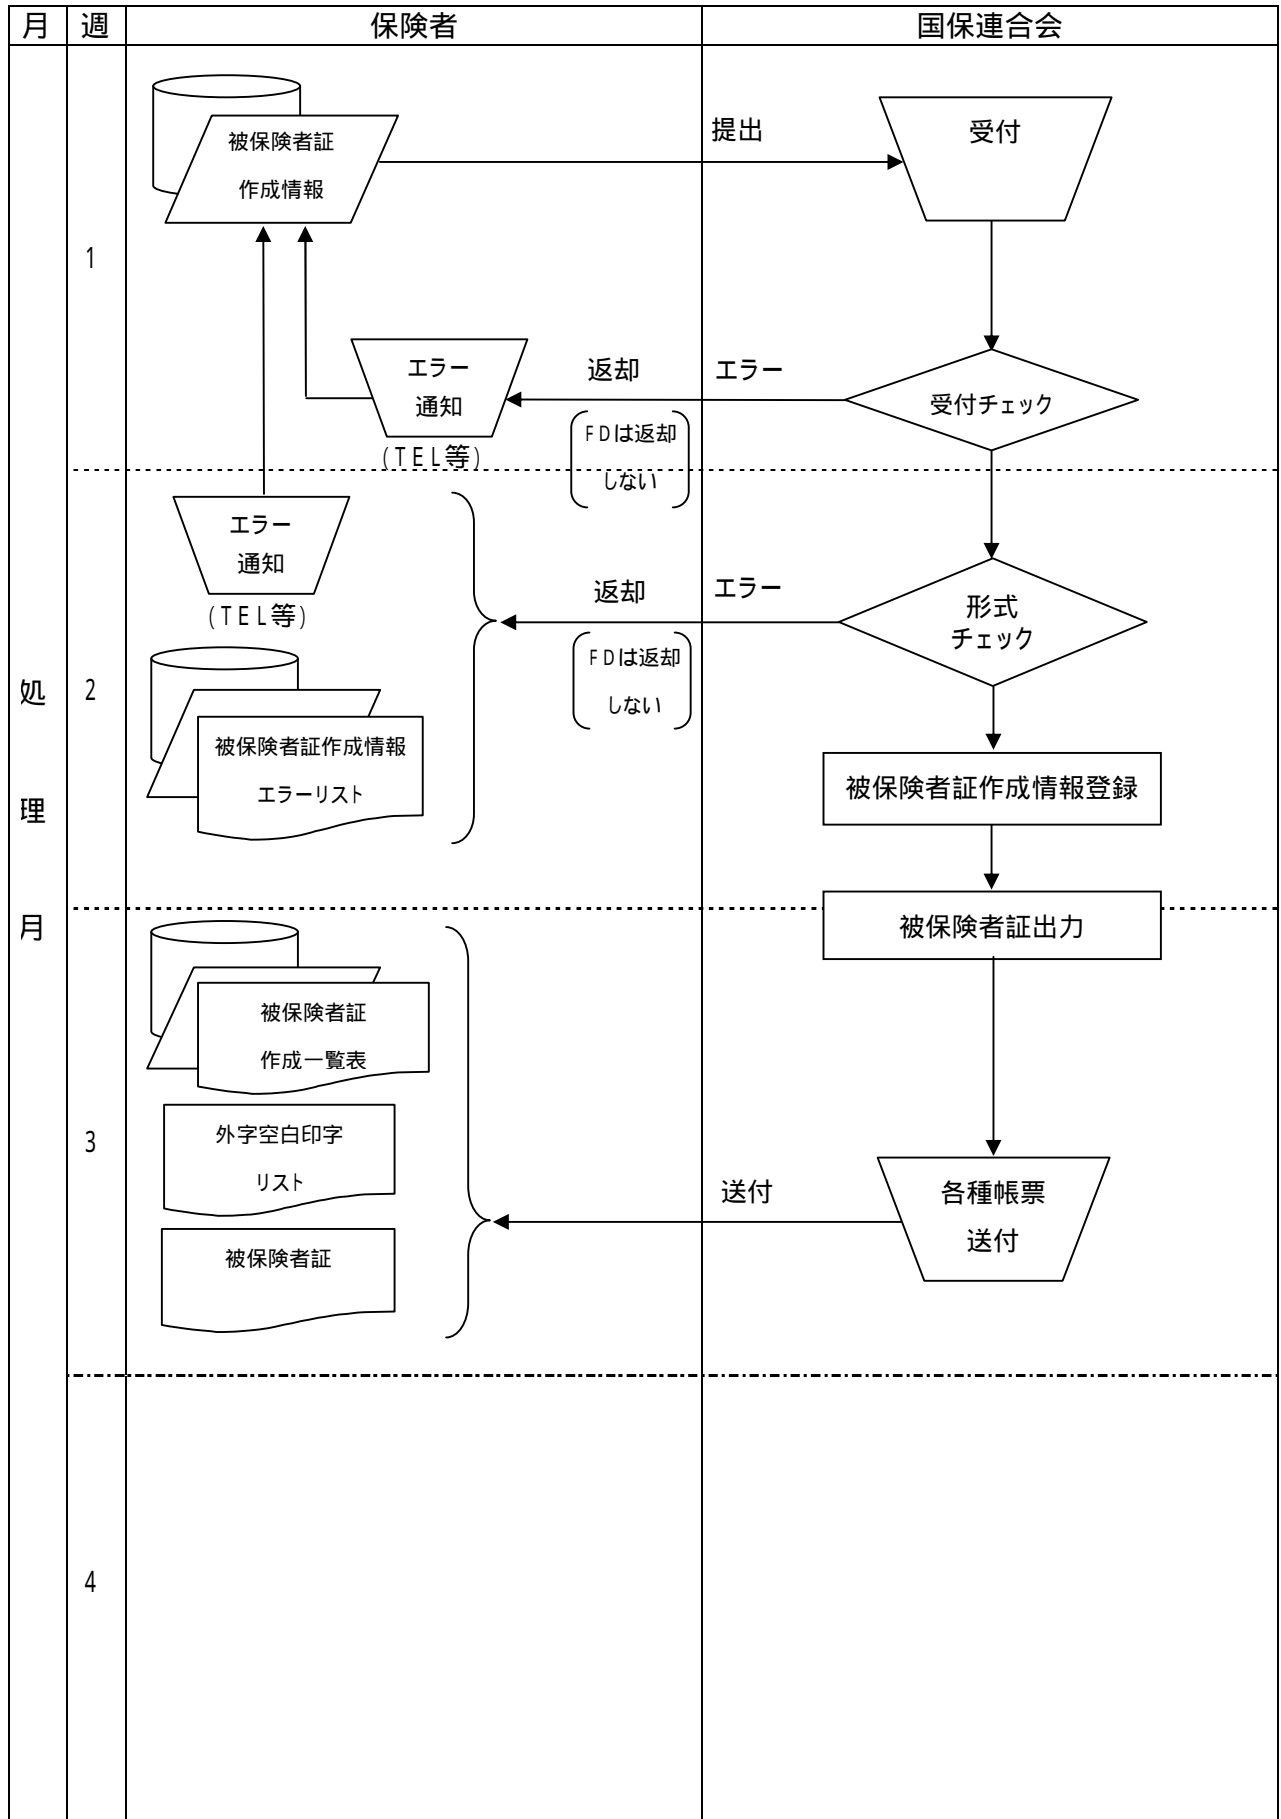 月
週
保険者
国保連合会
被保険者証
作成情報
提出
受付
1
エラー
通知
(TEL等)
返却
エラー
FDは返却
しない
受付チェック
エラー
通知
(TEL等)
返却
エラー
FDは返却
しない
形式
チェック
処
理
月
2
被保険者証作成情報
エラーリスト
被保険者証作成情報登録
被保険者証出力
被保険者証
作成一覧表
3
外字空白印字
リスト
被保険者証
送付
各種帳票
送付
4